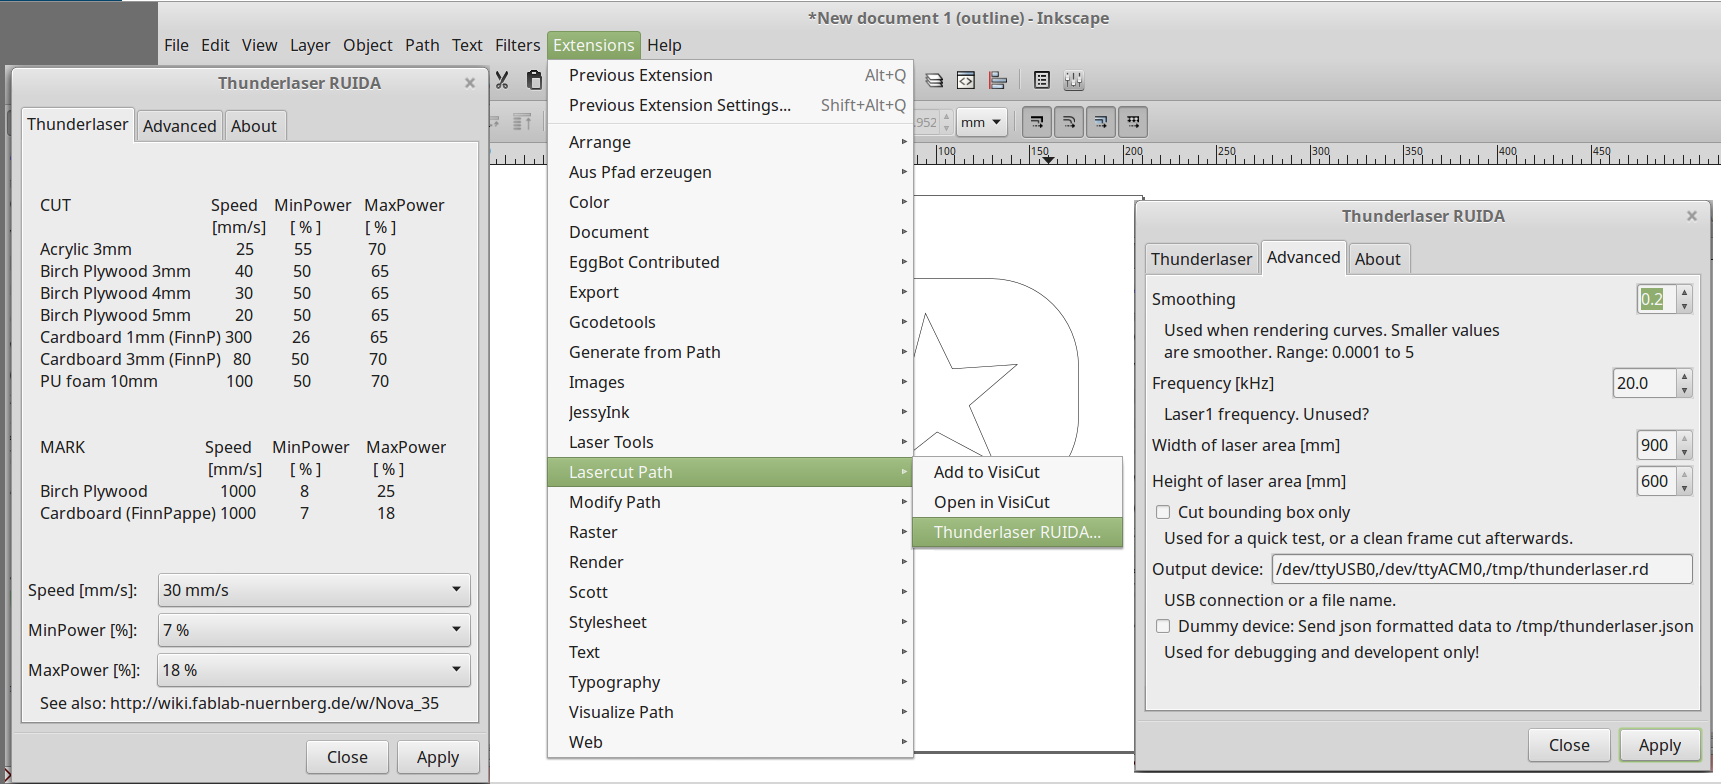 *New document 1 (outline) - Inkscape
File Edit View Layer Object Path Text Filters Extensions Help
Thunderlaser RUIDA
Thunderlaser Advanced About
CUT Speed MinPower MaxPower
[mm/s] [ % ] [ % ]
Acrylic 3mm 25 55 70
Birch Plywood 3mm 40 50 65
Birch Plywood 4mm 30 50 65
Birch Plywood 5mm 20 50 65
Cardboard 1mm (FinnP) 300 26 65
Cardboard 3mm (FinnP) 80 50 70
PU foam 10mm 100 50 70
MARK Speed MinPower MaxPower
[mm/s] [ % ] [ % ]
Birch Plywood 1000 8 25
Cardboard (FinnPappe) 1000 7 18
Speed [mm/s]: 30 mm/s
MinPower [%]: 7 %
MaxPower [%]: 18 %
See also: http://wiki.fablab-nuernberg.de/w/Nova_35
Close Apply
Previous Extension Alt+Q
Previous Extension Settings... Shift+Alt+Q
Arrange
Aus Pfad erzeugen
Color
Document
EggBot Contributed
Export
Gcodetools
Generate from Path
Images
JessyInk
Laser Tools
Lasercut Path
Modify Path
Raster
Render
Scott
Stylesheet
Text
Typography
Visualize Path
Web
Add to VisiCut
Open in VisiCut
Thunderlaser RUIDA...
.952 mm
100 150 200 250 300 350 400 450
Thunderlaser RUIDA
Thunderlaser Advanced About
Smoothing 0.2
Used when rendering curves. Smaller values
are smoother. Range: 0.0001 to 5
Frequency [kHz] 20.0
Laser1 frequency. Unused?
Width of laser area [mm] 900
Height of laser area [mm] 600
Cut bounding box only
Used for a quick test, or a clean frame cut afterwards.
Output device: /dev/ttyUSB0,/dev/ttyACM0,/tmp/thunderlaser.rd
USB connection or a file name.
Dummy device: Send json formatted data to /tmp/thunderlaser.json
Used for debugging and developent only!
Close Apply